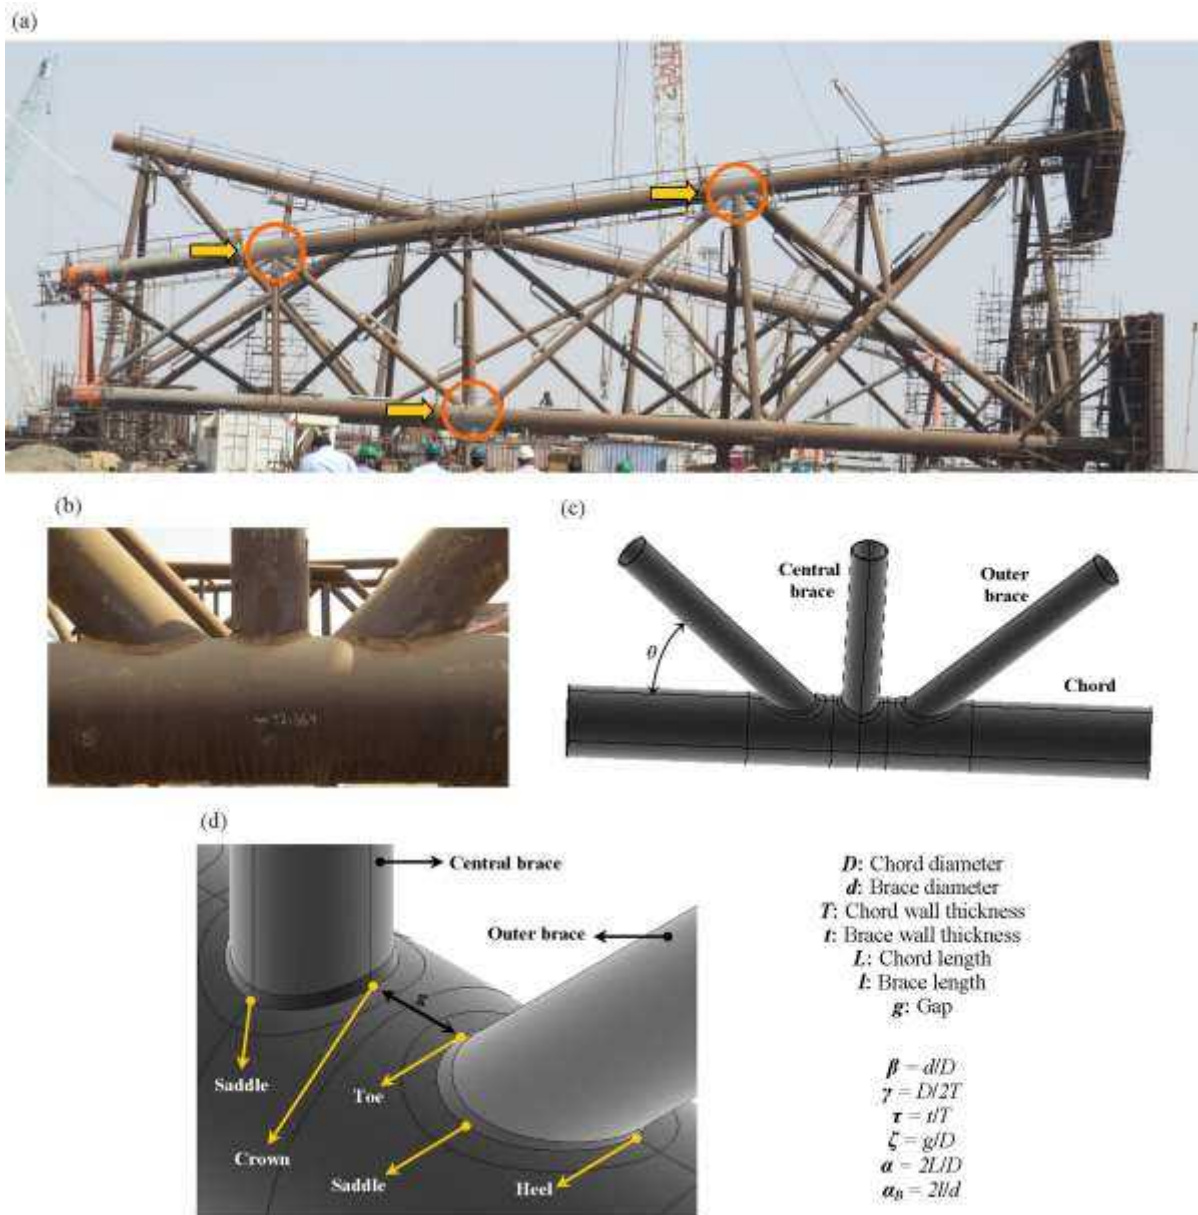 (a)
(b)
(c)
Central
brace
Outer
brace
θ
Chord
(d)
Central brace
Outer brace
g
Saddle
Toe
Crown
Saddle
Heel
D: Chord diameter
d: Brace diameter
T: Chord wall thickness
t: Brace wall thickness
L: Chord length
l: Brace length
g: Gap
β = d/D
γ = D/2T
τ = t/T
ζ = g/D
α = 2L/D
α_B = 2l/d